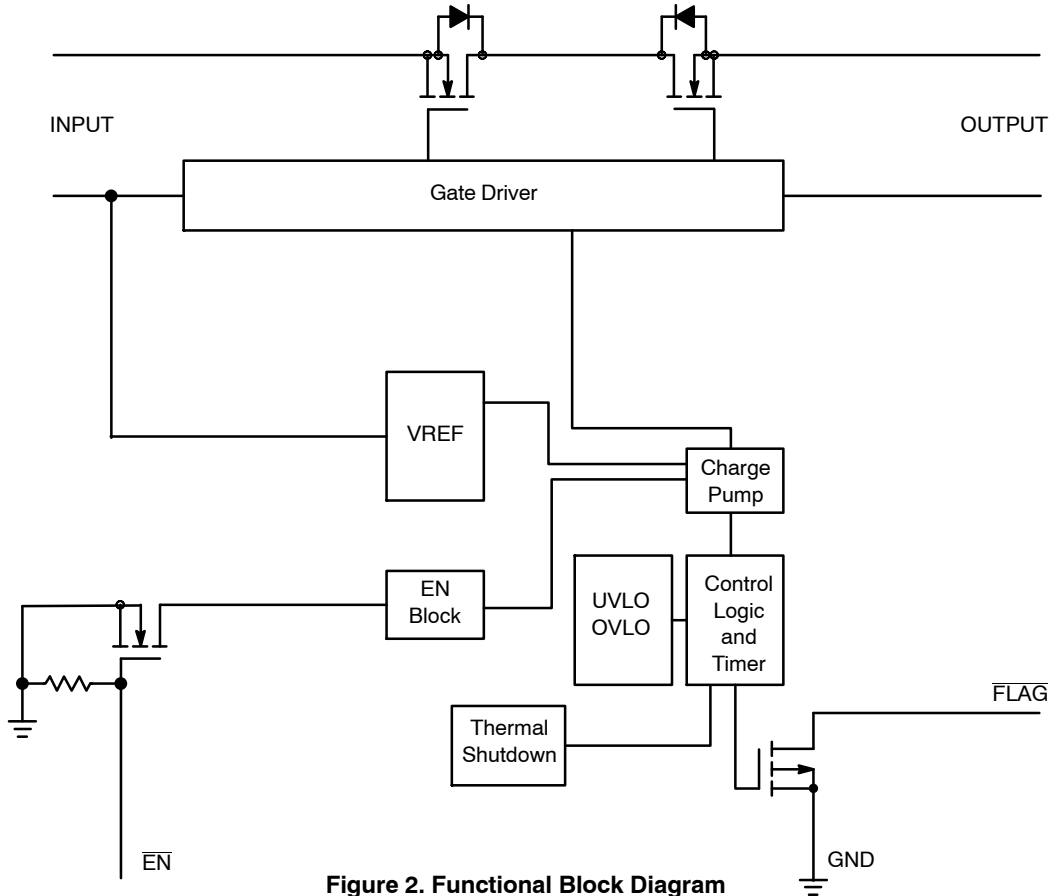 INPUT
OUTPUT
Gate Driver
VREF
Charge
Pump
EN
Block
UVLO
OVLO
Control
Logic
and
Timer
FLAG
Thermal
Shutdown
EN
GND
Figure 2. Functional Block Diagram